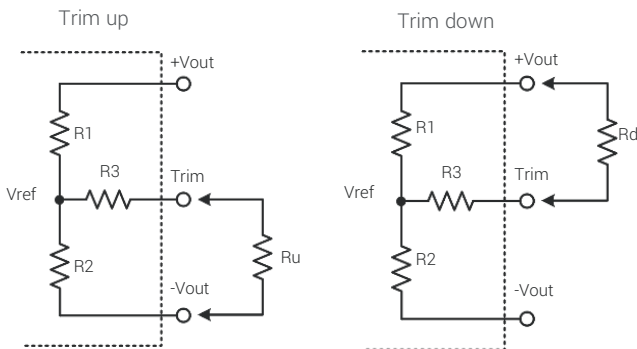 Trim up
+Vout
R1
R3
Trim
Vref
R2
Ru
-Vout
Trim down
+Vout
R1
Rd
R3
Trim
Vref
R2
-Vout